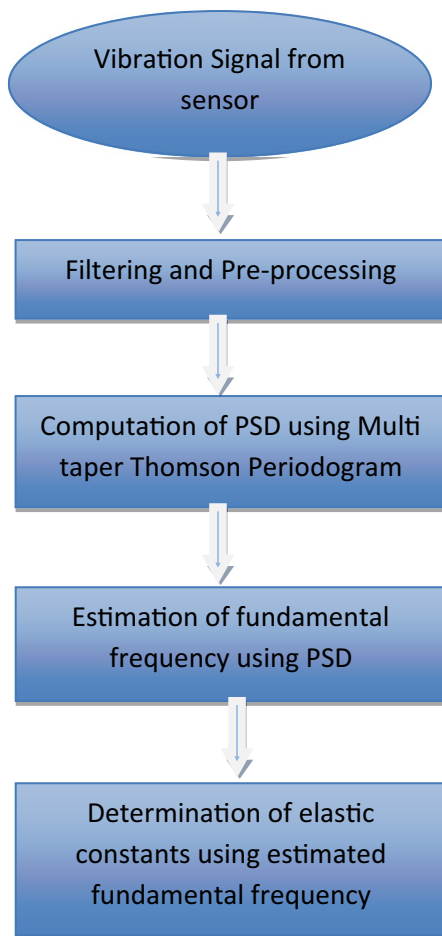 Vibration Signal from
sensor
Filtering and Pre-processing
Computation of PSD using Multi
taper Thomson Periodogram
Estimation of fundamental
frequency using PSD
Determination of elastic
constants using estimated
fundamental frequency